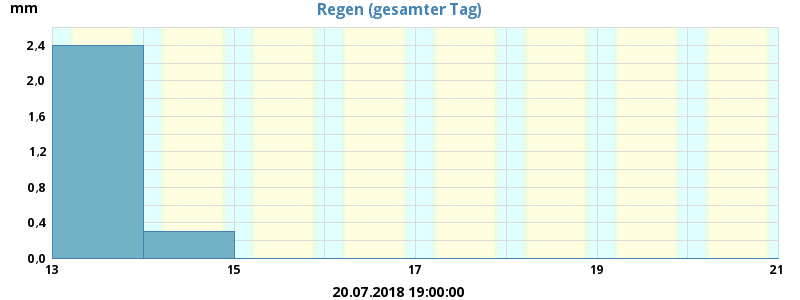 Regen (gesamter Tag)
mm
2,4
2,0
1,6
1,2
0,8
0,4
0,0
13 15 17 19 21
20.07.2018 19:00:00